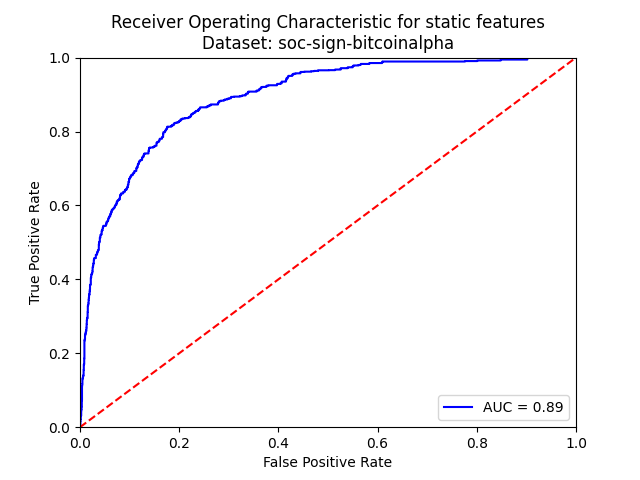 Receiver Operating Characteristic for static features
Dataset: soc-sign-bitcoinalpha
1.0
0.8
0.6
0.4
0.2
0.0
True Positive Rate
AUC = 0.89
0.0 0.2 0.4 0.6 0.8 1.0
False Positive Rate